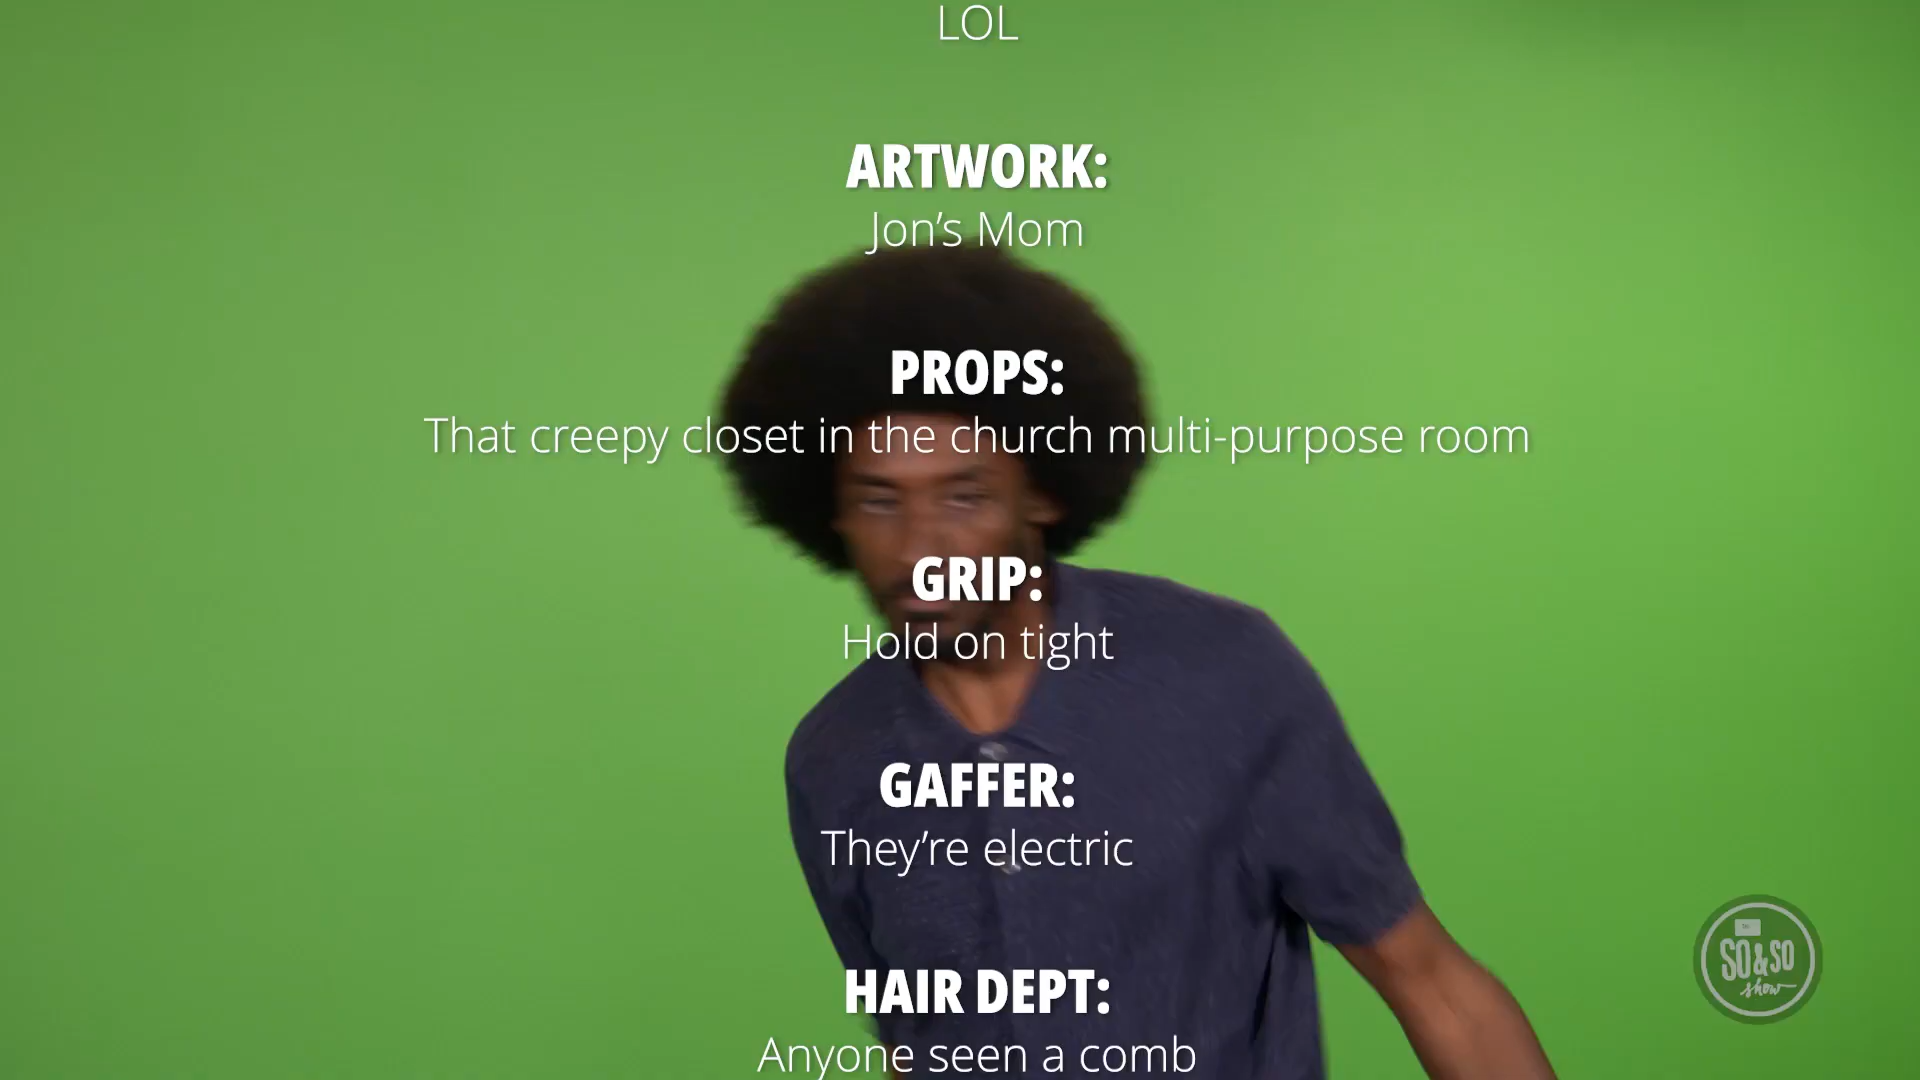 LOL
ARTWORK:
Jon’s Mom
PROPS:
That creepy closet in the church multi-purpose room
GRIP:
Hold on tight
GAFFER:
They’re electric
HAIR DEPT:
Anyone seen a comb
SO&SO
show